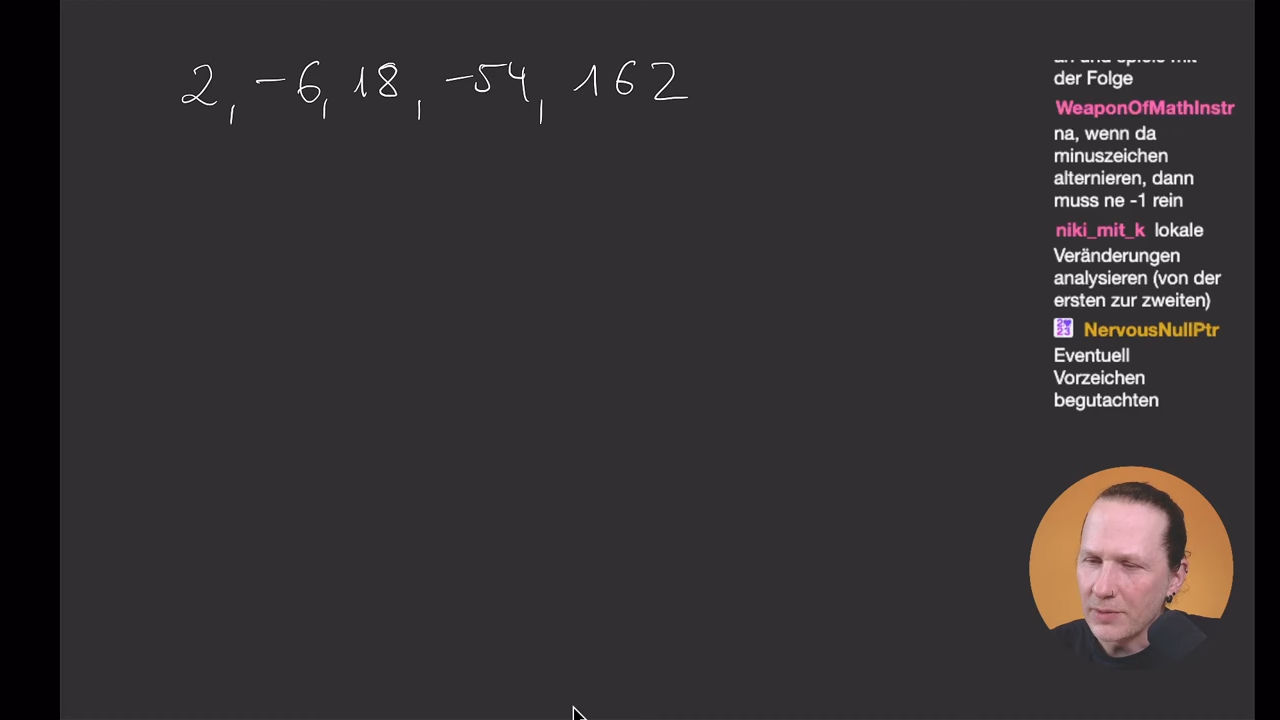 2, -6, 18, -54, 162
der Folge
WeaponOfMathInstr
na, wenn da
minuszeichen
alternieren, dann
muss ne -1 rein
niki_mit_k lokale
Veränderungen
analysieren (von der
ersten zur zweiten)
NervousNullPtr
Eventuell
Vorzeichen
begutachten